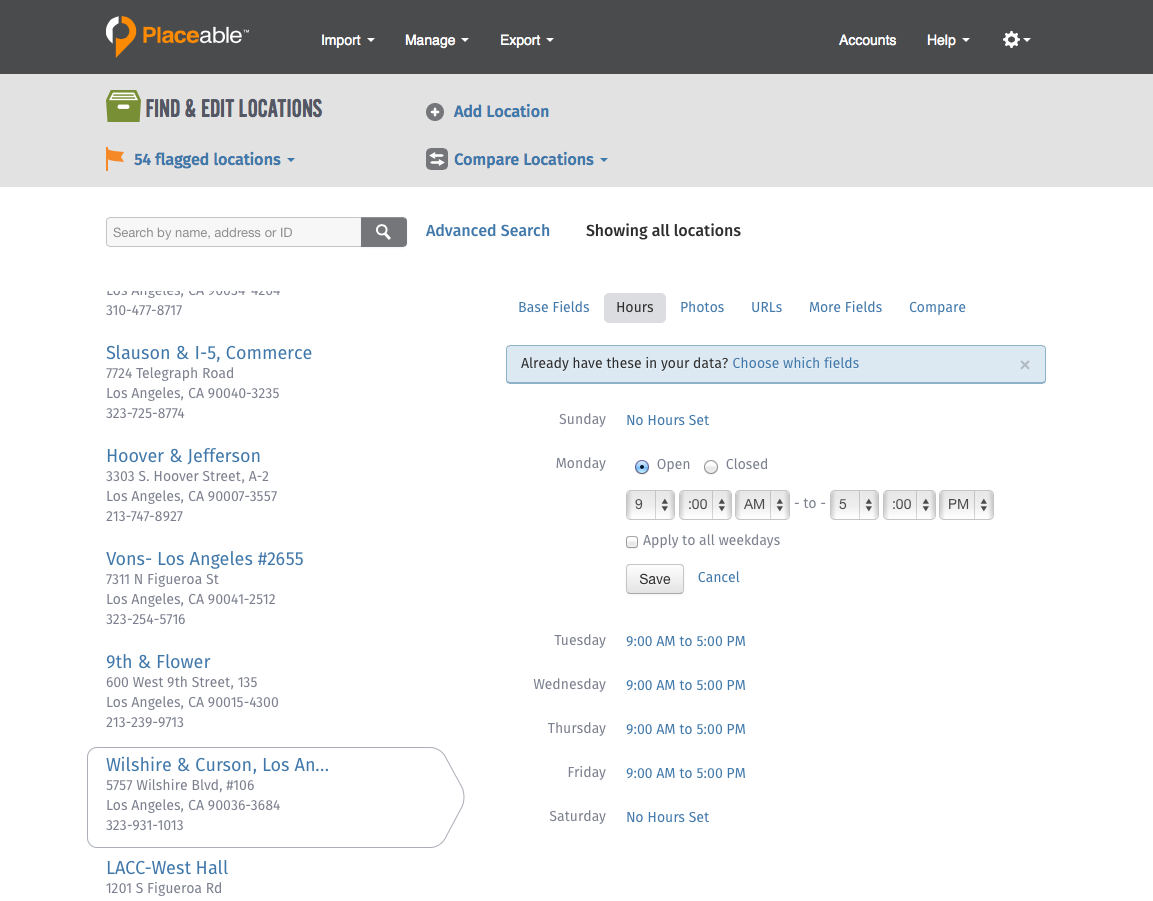 Placeable™
Import
Manage
Export
Accounts
Help
FIND & EDIT LOCATIONS
Add Location
54 flagged locations
Compare Locations
Search by name, address or ID
Advanced Search
Showing all locations
Los Angeles, CA 90034-4204
310-477-8717
Slauson & I-5, Commerce
7724 Telegraph Road
Los Angeles, CA 90040-3235
323-725-8774
Hoover & Jefferson
3303 S. Hoover Street, A-2
Los Angeles, CA 90007-3557
213-747-8927
Vons- Los Angeles #2655
7311 N Figueroa St
Los Angeles, CA 90041-2512
323-254-5716
9th & Flower
600 West 9th Street, 135
Los Angeles, CA 90015-4300
213-239-9713
Wilshire & Curson, Los An...
5757 Wilshire Blvd, #106
Los Angeles, CA 90036-3684
323-931-1013
LACC-West Hall
1201 S Figueroa Rd
Base Fields
Hours
Photos
URLs
More Fields
Compare
Already have these in your data? Choose which fields ×
Sunday No Hours Set
Monday Open Closed
9 :00 AM - to - 5 :00 PM
Apply to all weekdays
Save Cancel
Tuesday 9:00 AM to 5:00 PM
Wednesday 9:00 AM to 5:00 PM
Thursday 9:00 AM to 5:00 PM
Friday 9:00 AM to 5:00 PM
Saturday No Hours Set